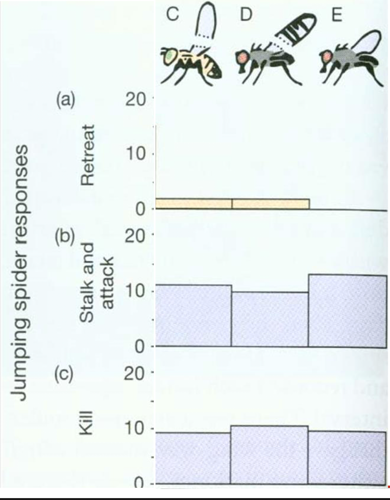 C D E
(a)
Retreat
20
10
0
(b)
Stalk and
attack
20
10
0
(c)
Kill
20
10
0
Jumping spider responses